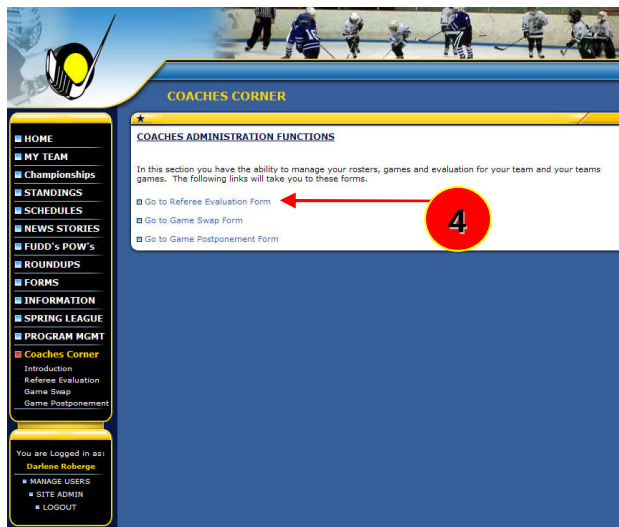 COACHES CORNER
HOME
MY TEAM
Championships
STANDINGS
SCHEDULES
NEWS STORIES
FUDD's POW's
ROUNDUPS
FORMS
INFORMATION
SPRING LEAGUE
PROGRAM MGMT
Coaches Corner
Introduction
Referee Evaluation
Game Swap
Game Postponement
You are Logged in as:
Darlene Roberge
MANAGE USERS
SITE ADMIN
LOGOUT
COACHES ADMINISTRATION FUNCTIONS
In this section you have the ability to manage your rosters, games and evaluation for your team and your teams
games. The following links will take you to these forms.
Go to Referee Evaluation Form
Go to Game Swap Form
Go to Game Postponement Form
4